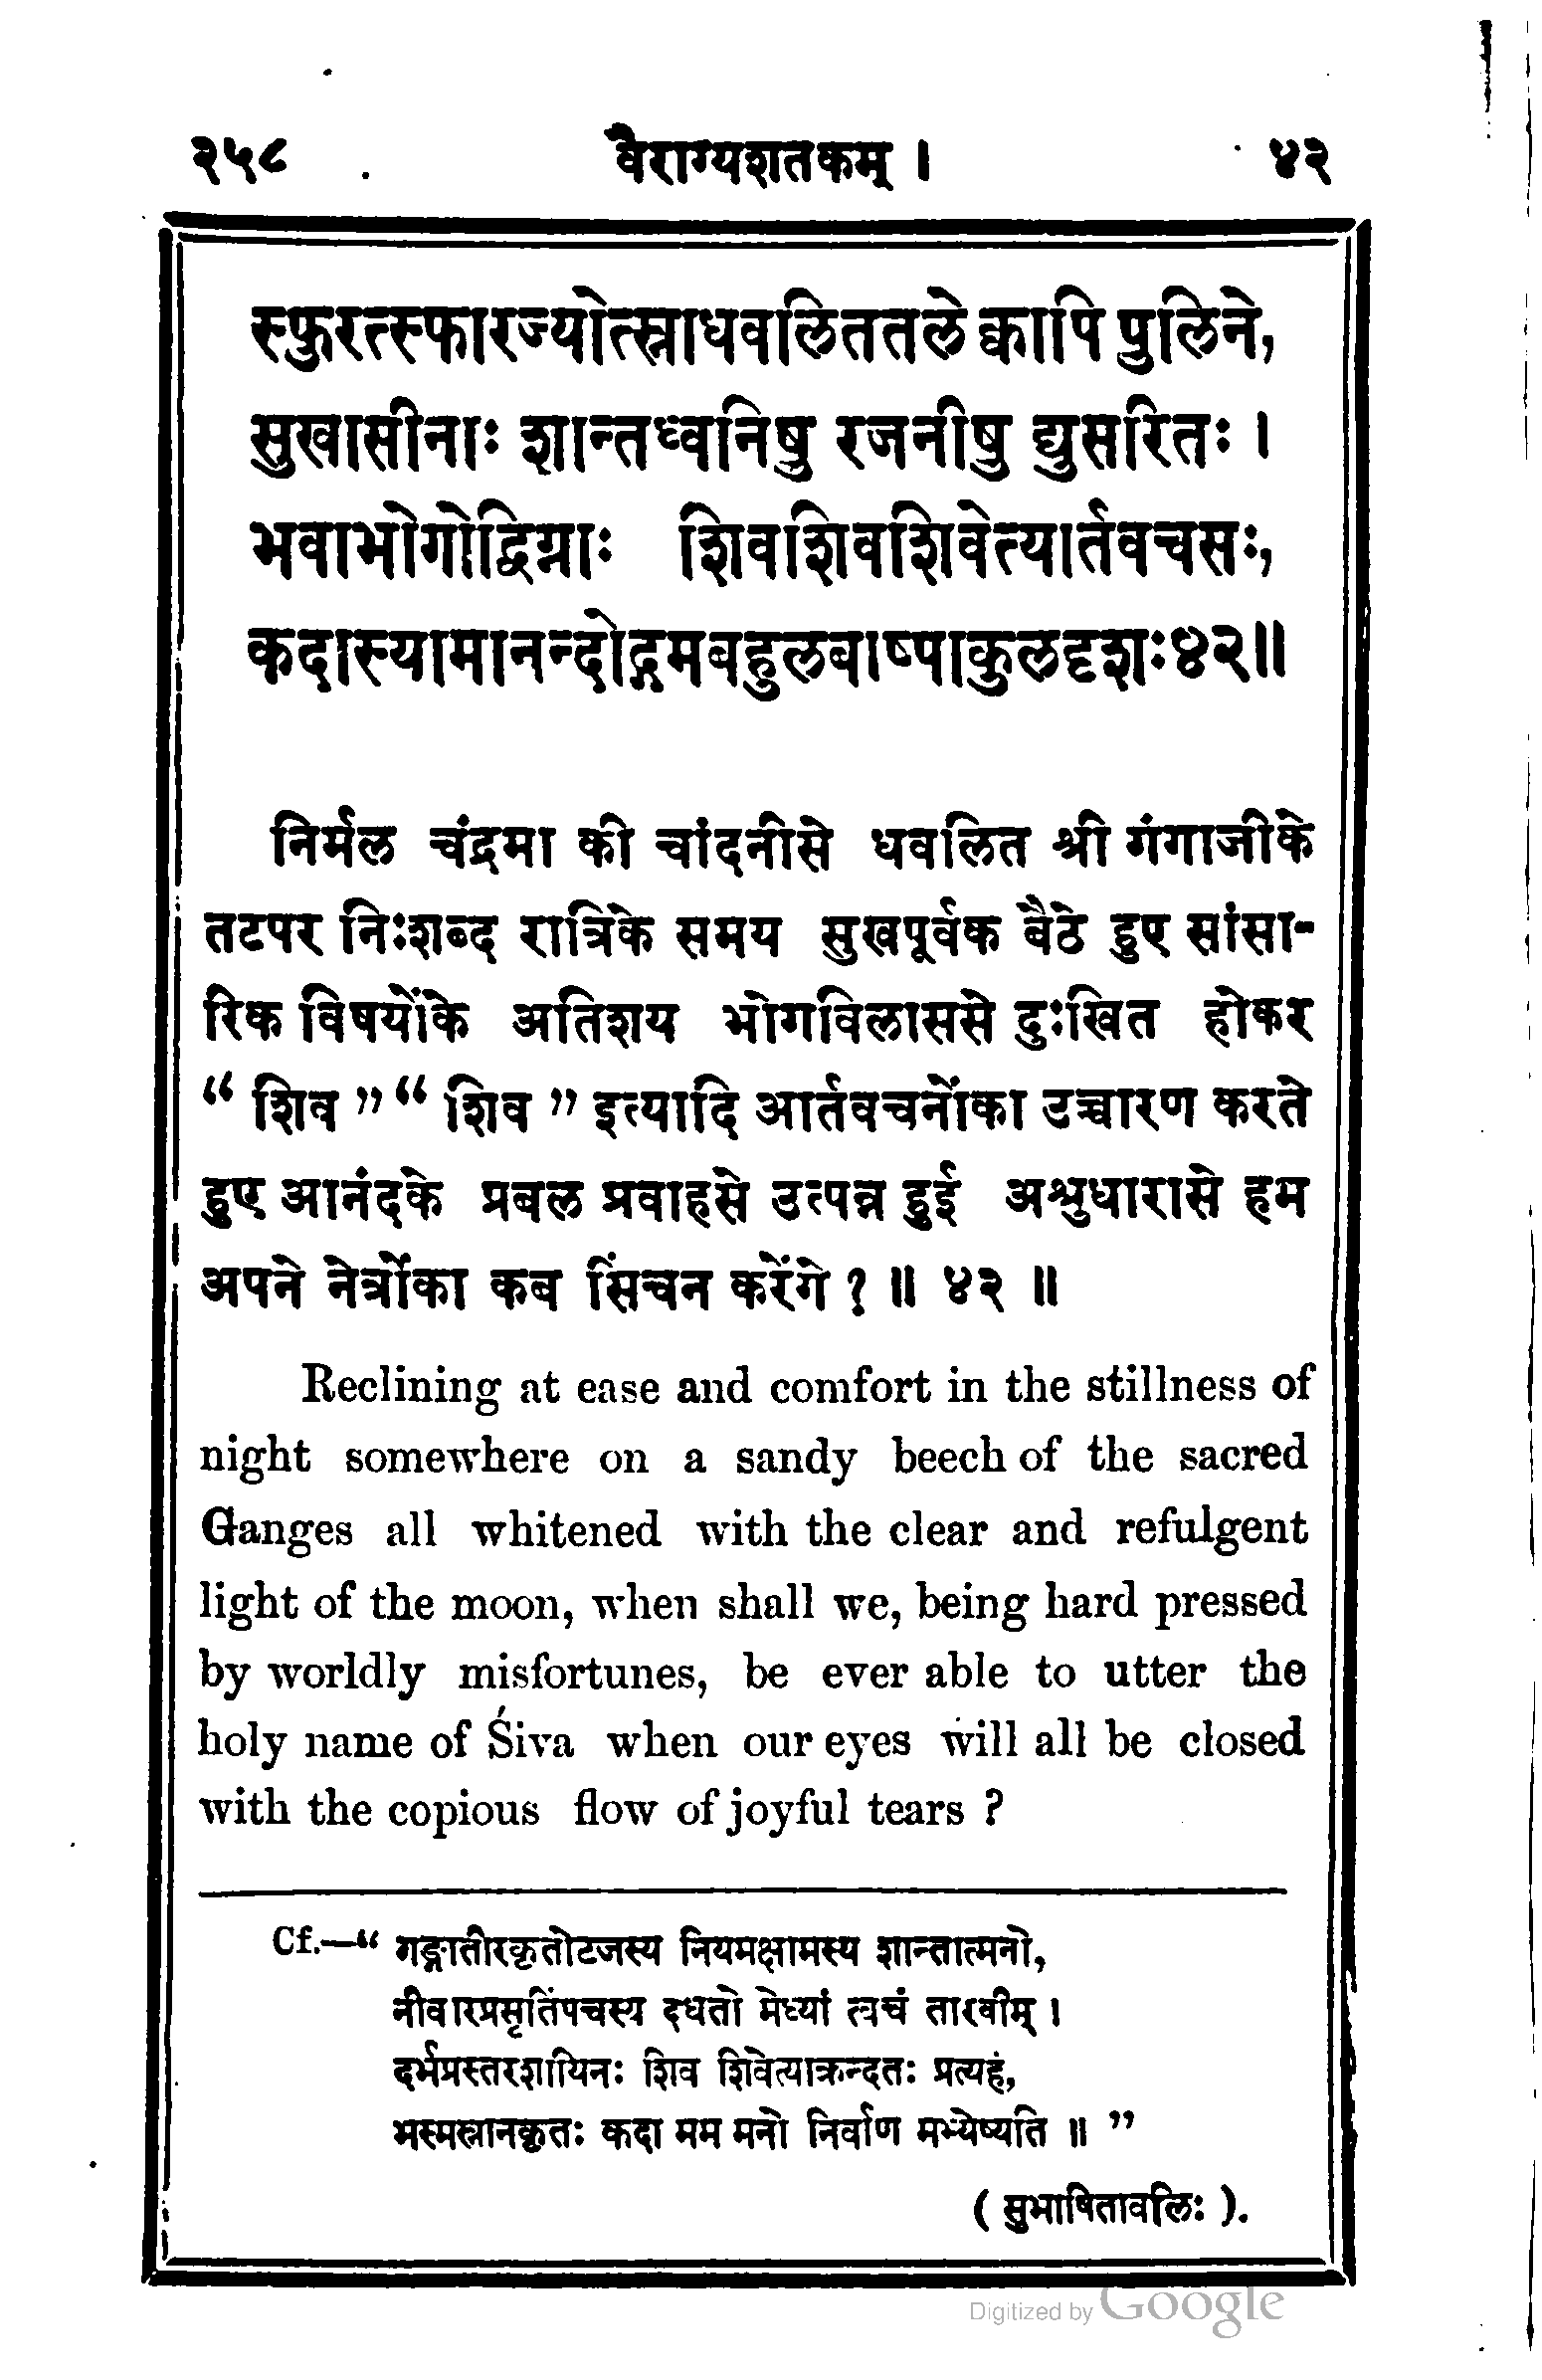 २५८ वैराग्यशतकम् । ४२
स्फुरत्स्फारज्योत्स्नाधवलिततले क्वापि पुलिने,
सुखासीनाः शान्तध्वनिषु रजनीषु द्युसरितः ।
भवाभोगोद्विग्नाः शिवशिवशिवेत्यार्तवचसः,
कदास्यामानन्दोद्गमबहुलबाष्पाकुलदृशः४२॥
निर्मल चंद्रमा की चांदनीसे धवलित श्री गंगाजीके
तटपर निःशब्द रात्रिके समय सुखपूर्वक बैठे हुए सांसा-
रिक विषयोंके अतिशय भोगविलाससे दुःखित होकर
“ शिव ” “ शिव ” इत्यादि आर्तवचनोंका उच्चारण करते
हुए आनंदके प्रबल प्रवाहसे उत्पन्न हुई अश्रुधारासे हम
अपने नेत्रोंका कब सिंचन करेंगे ? ॥ ४२ ॥
Reclining at ease and comfort in the stillness of
night somewhere on a sandy beech of the sacred
Ganges all whitened with the clear and refulgent
light of the moon, when shall we, being hard pressed
by worldly misfortunes, be ever able to utter the
holy name of Śiva when our eyes will all be closed
with the copious flow of joyful tears ?
Cf.—“ गङ्गातीरकृतोटजस्य नियमक्षामस्य शान्तात्मनो,
नीवारप्रसृतिंपचस्य दधतो मेध्यां त्वचं तारवीम् ।
दर्भप्रस्तरशायिनः शिव शिवेत्याक्रन्दतः प्रत्यहं,
भस्मस्नानकृतः कदा मम मनो निर्वाण मभ्येष्यति ॥ ”
( सुभाषितावलिः ).
Digitized by Google